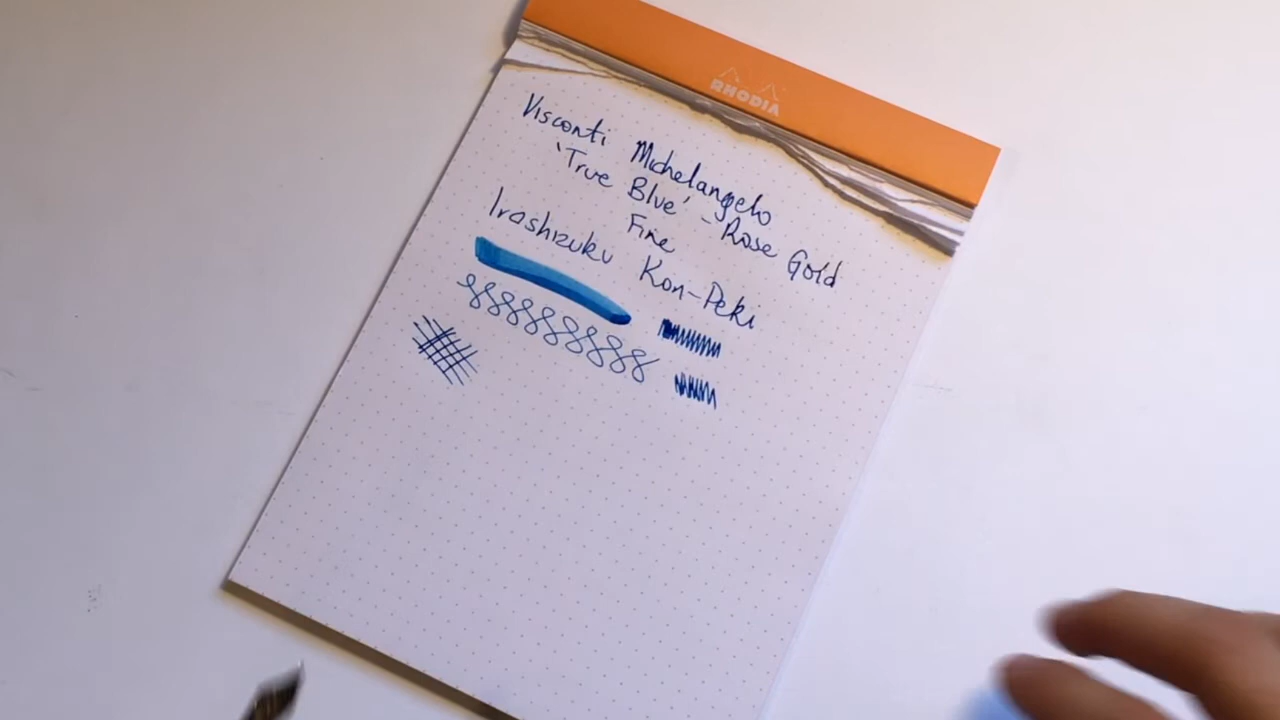 RHODIA
Visconti Michelangelo
'True Blue' - Rose Gold
Fine
Iroshizuku Kon-Peki